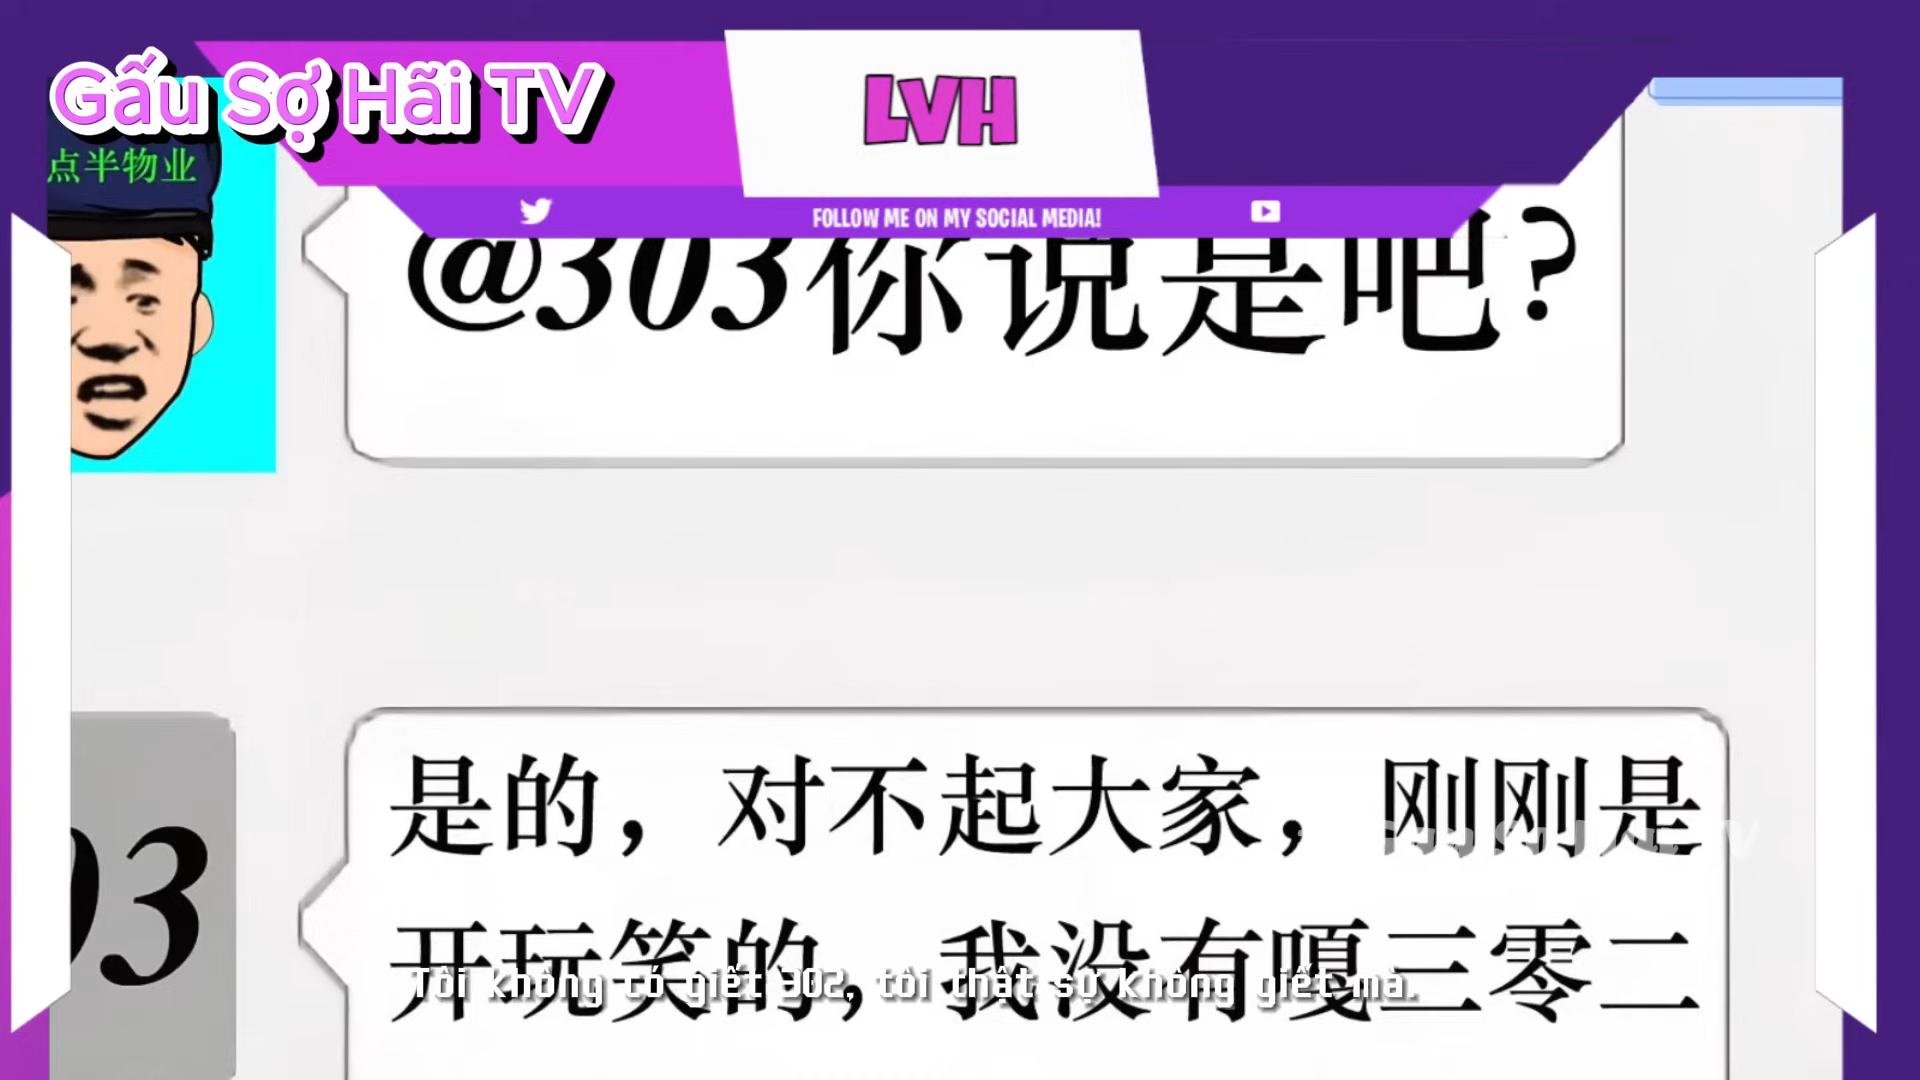 Gấu Sợ Hãi TV
LVH
点半物业
FOLLOW ME ON MY SOCIAL MEDIA!
@303你说是吧?
是的，对不起大家，刚刚是
03
开玩笑的，我没有嘎三零二
Tôi không có giết 302, tôi thật sự không giết mà.